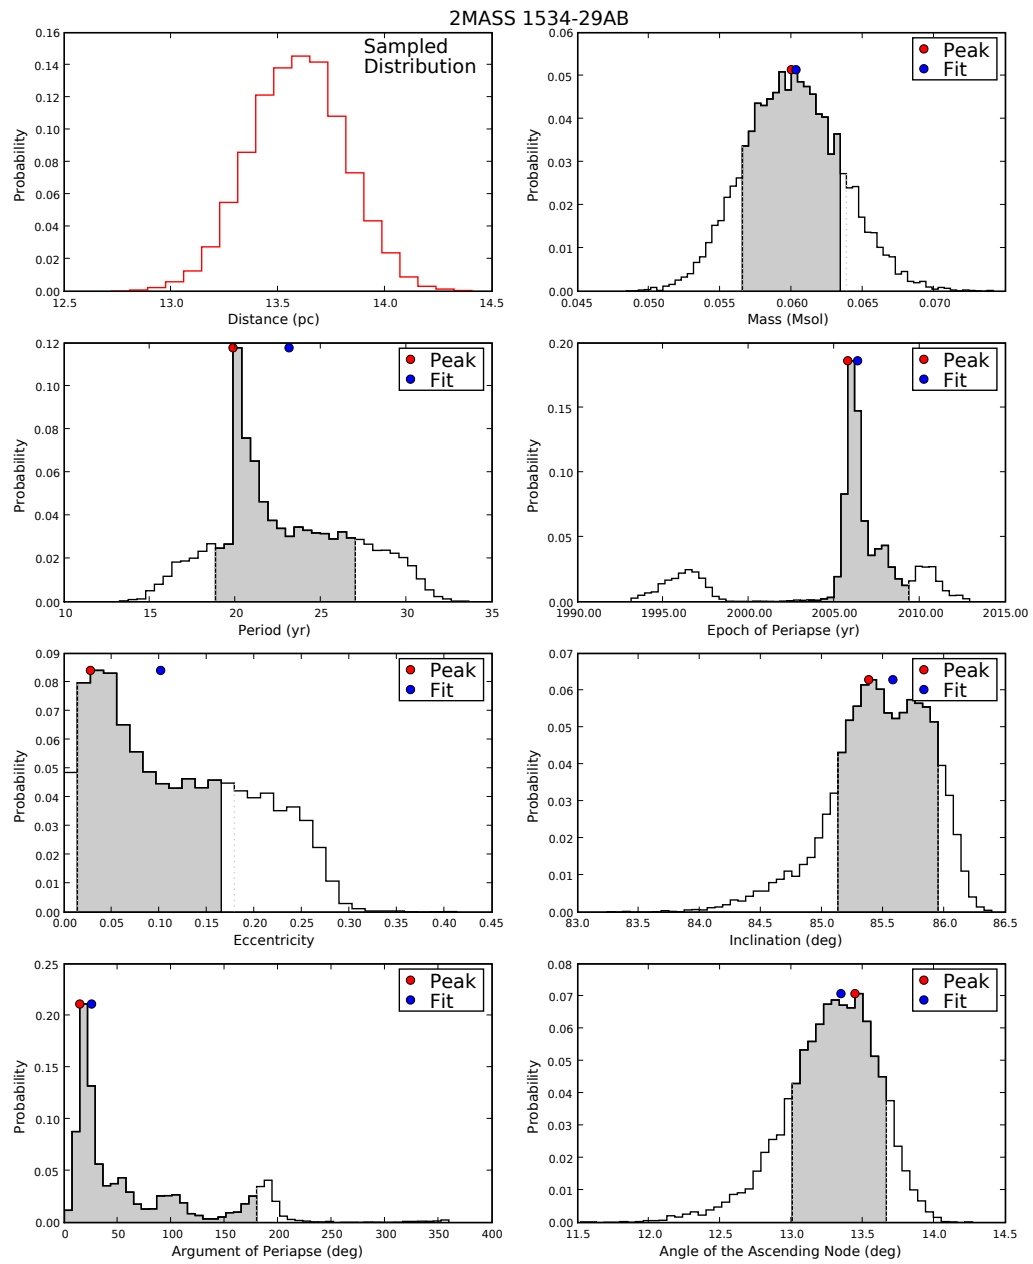 2MASS 1534-29AB
0.16
0.14
0.12
0.10
0.08
0.06
0.04
0.02
0.00
Probability
Sampled
Distribution
12.5 13.0 13.5 14.0 14.5
Distance (pc)
0.06
0.05
0.04
0.03
0.02
0.01
0.00
Probability
Peak
Fit
0.045 0.050 0.055 0.060 0.065 0.070
Mass (Msol)
0.12
0.10
0.08
0.06
0.04
0.02
0.00
Probability
Peak
Fit
10 15 20 25 30 35
Period (yr)
0.20
0.15
0.10
0.05
0.00
Probability
Peak
Fit
1990.00 1995.00 2000.00 2005.00 2010.00 2015.00
Epoch of Periapse (yr)
0.09
0.08
0.07
0.06
0.05
0.04
0.03
0.02
0.01
0.00
Probability
Peak
Fit
0.00 0.05 0.10 0.15 0.20 0.25 0.30 0.35 0.40 0.45
Eccentricity
0.07
0.06
0.05
0.04
0.03
0.02
0.01
0.00
Probability
Peak
Fit
83.0 83.5 84.0 84.5 85.0 85.5 86.0 86.5
Inclination (deg)
0.25
0.20
0.15
0.10
0.05
0.00
Probability
Peak
Fit
0 50 100 150 200 250 300 350 400
Argument of Periapse (deg)
0.08
0.07
0.06
0.05
0.04
0.03
0.02
0.01
0.00
Probability
Peak
Fit
11.5 12.0 12.5 13.0 13.5 14.0 14.5
Angle of the Ascending Node (deg)